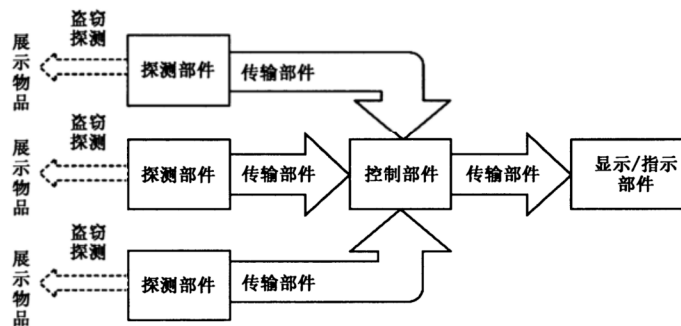 盗窃
探测
展示物品
探测部件
传输部件
盗窃
探测
展示物品
探测部件
传输部件
控制部件
传输部件
显示/指示
部件
盗窃
探测
展示物品
探测部件
传输部件